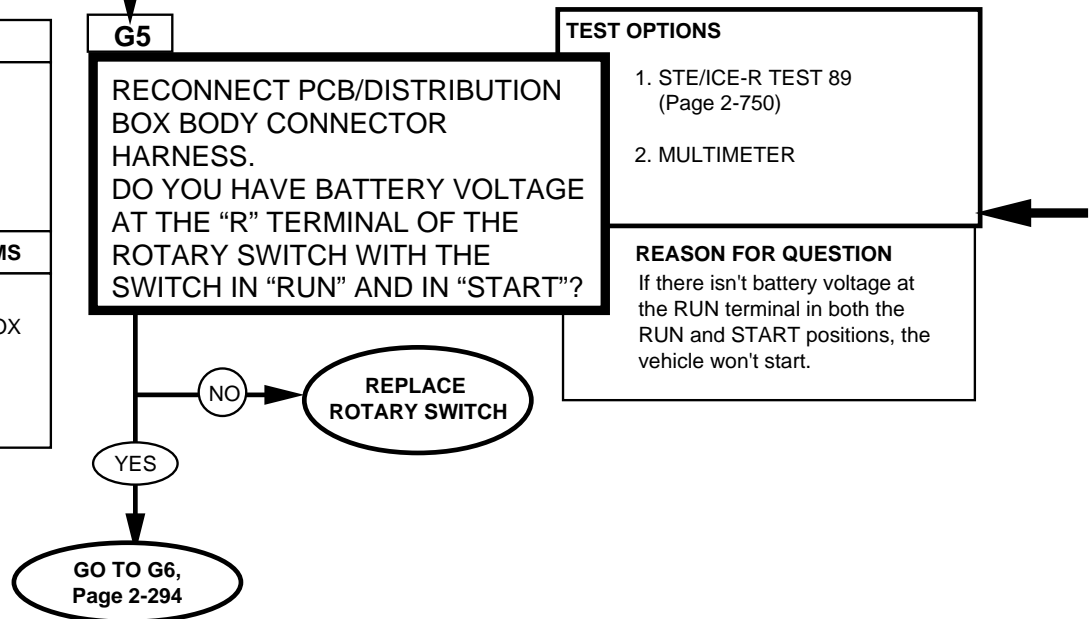 G5
RECONNECT PCB/DISTRIBUTION
BOX BODY CONNECTOR
HARNESS.
DO YOU HAVE BATTERY VOLTAGE
AT THE “R” TERMINAL OF THE
ROTARY SWITCH WITH THE
SWITCH IN “RUN” AND IN “START”?
TEST OPTIONS
1. STE/ICE-R TEST 89
(Page 2-750)
2. MULTIMETER
REASON FOR QUESTION
If there isn't battery voltage at
the RUN terminal in both the
RUN and START positions, the
vehicle won't start.
NO
REPLACE
ROTARY SWITCH
YES
GO TO G6,
Page 2-294